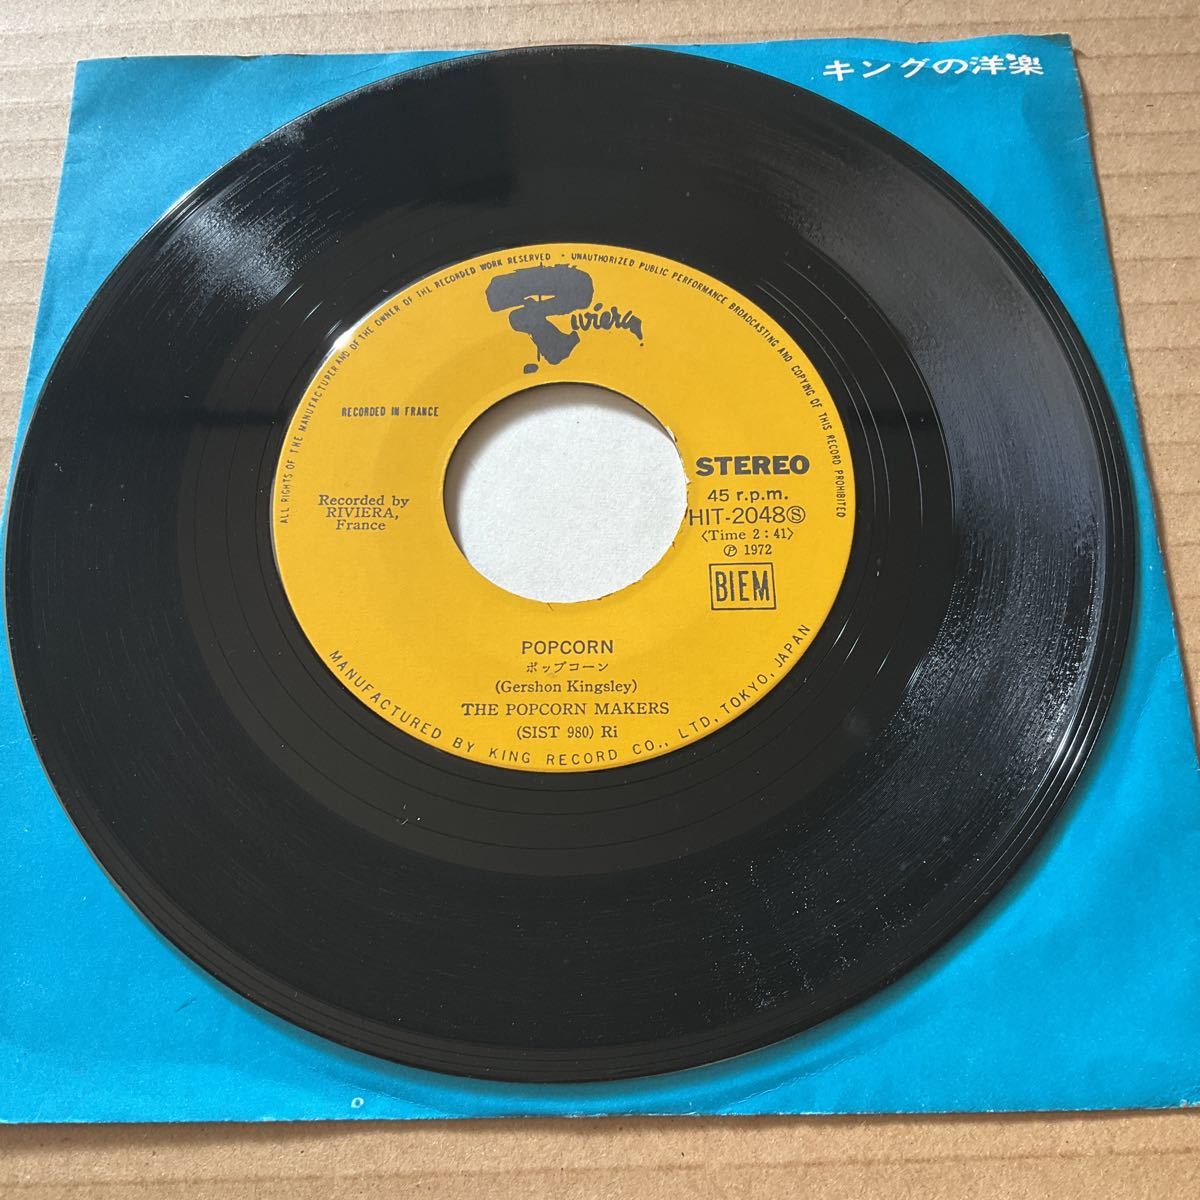 キングの洋楽
ALL RIGHTS OF THE MANUFACTURER AND OF THE OWNER OF THE RECORDED WORK RESERVED · UNAUTHORIZED PUBLIC PERFORMANCE BROADCASTING AND COPYING OF THIS RECORD PROHIBITED
Riviera
RECORDED IN FRANCE
Recorded by
RIVIERA,
France
STEREO
45 r.p.m.
HIT-2048Ⓢ
〈Time 2:41〉
Ⓟ 1972
BIEM
POPCORN
ポップコーン
(Gershon Kingsley)
THE POPCORN MAKERS
(SIST 980) Ri
MANUFACTURED BY KING RECORD CO., LTD, TOKYO, JAPAN